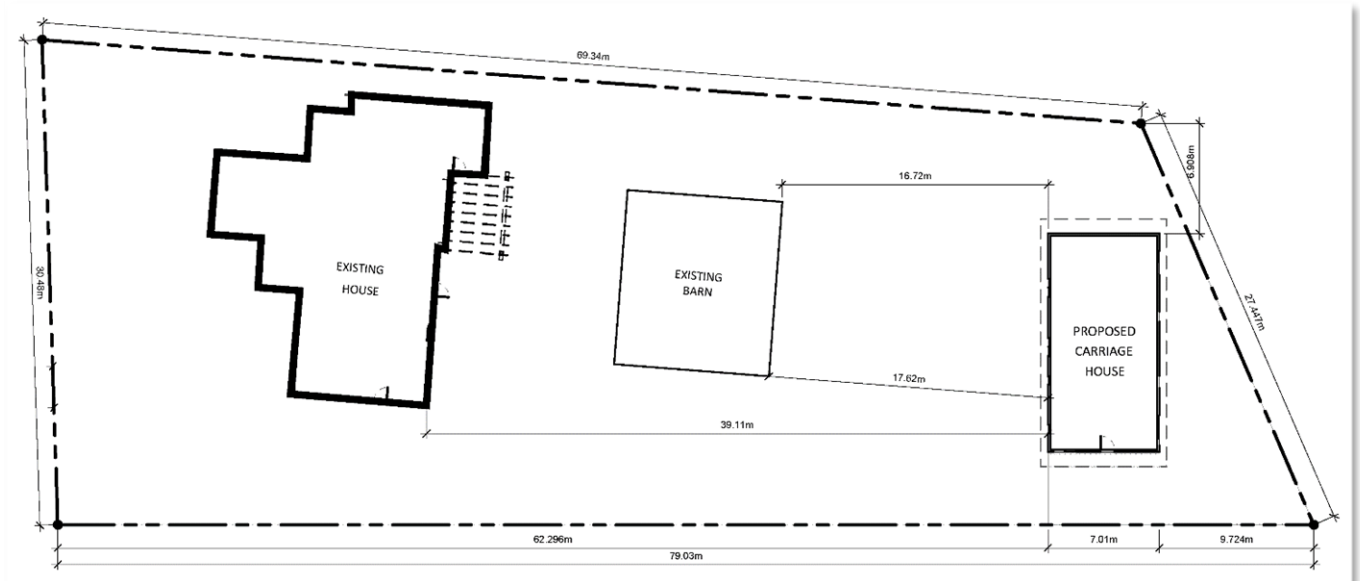 69.34m
6.908m
16.72m
30.48m
EXISTING
HOUSE
EXISTING
BARN
27.447m
PROPOSED
CARRIAGE
HOUSE
17.62m
39.11m
62.296m
7.01m
9.724m
79.03m